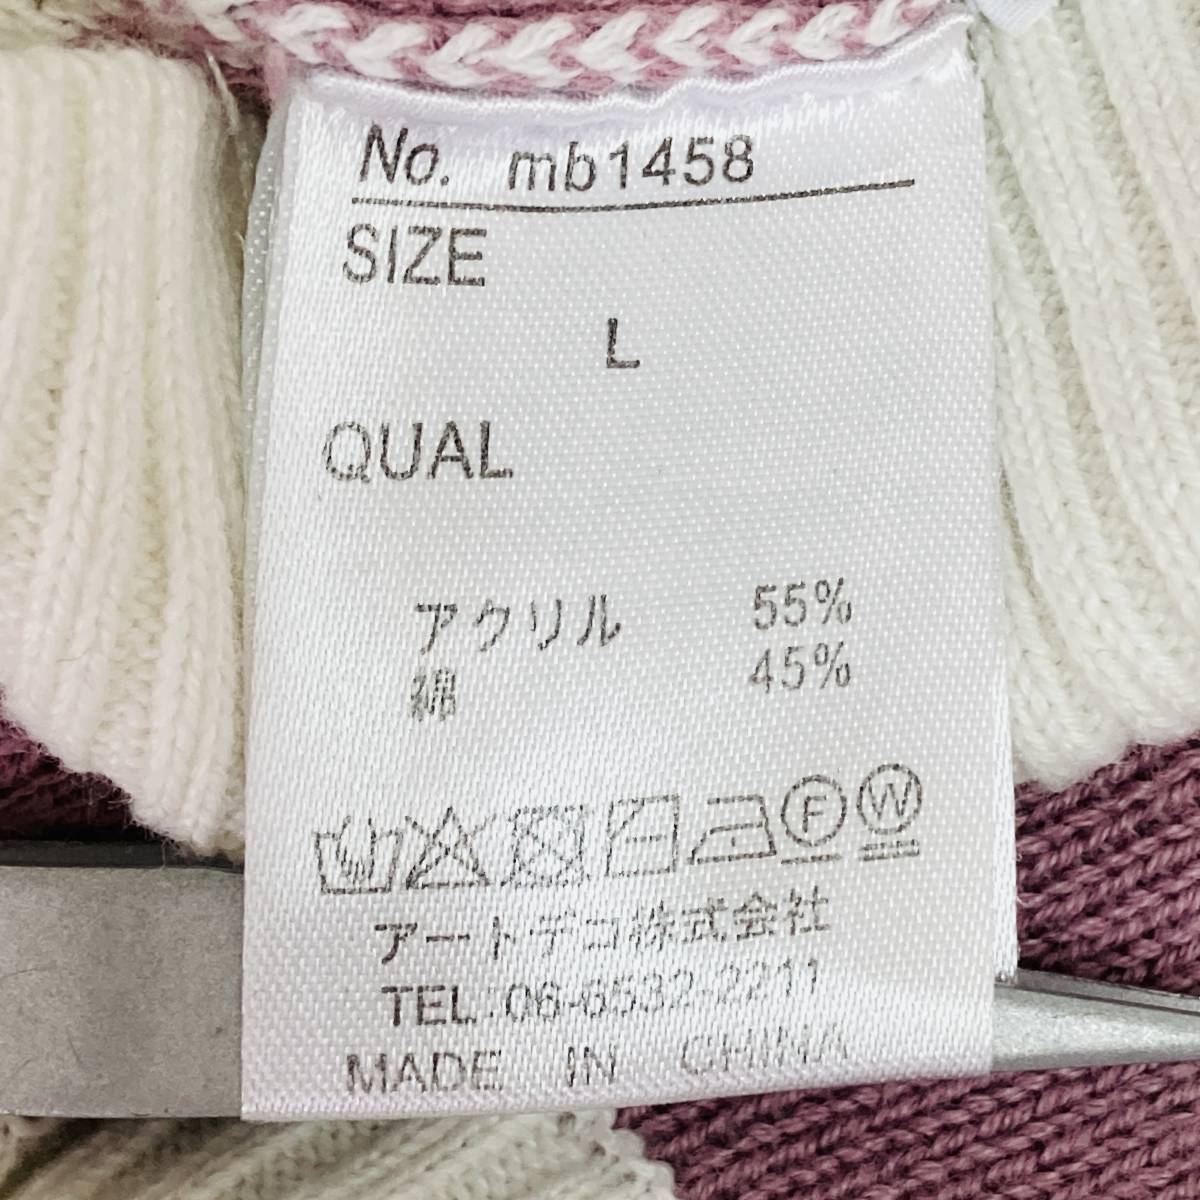 No. mb1458
SIZE
L
QUAL
アクリル 55%
綿 45%
F W
アートデコ株式会社
TEL:06-6532-2211
MADE IN CHINA